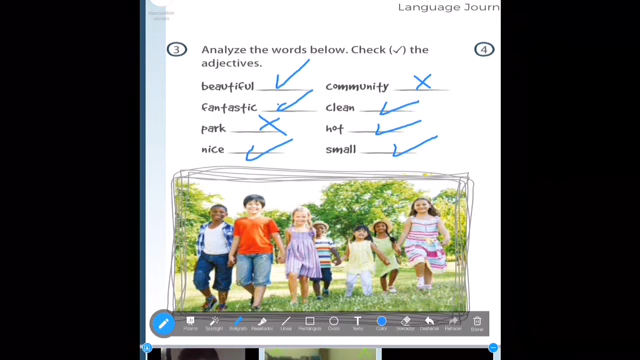 Language Journ
3 Analyze the words below. Check (✓) the 4
adjectives.
beautiful ✓ community ✗
fantastic ✓ clean ✓
park ✗ hot ✓
nice ✓ small ✓